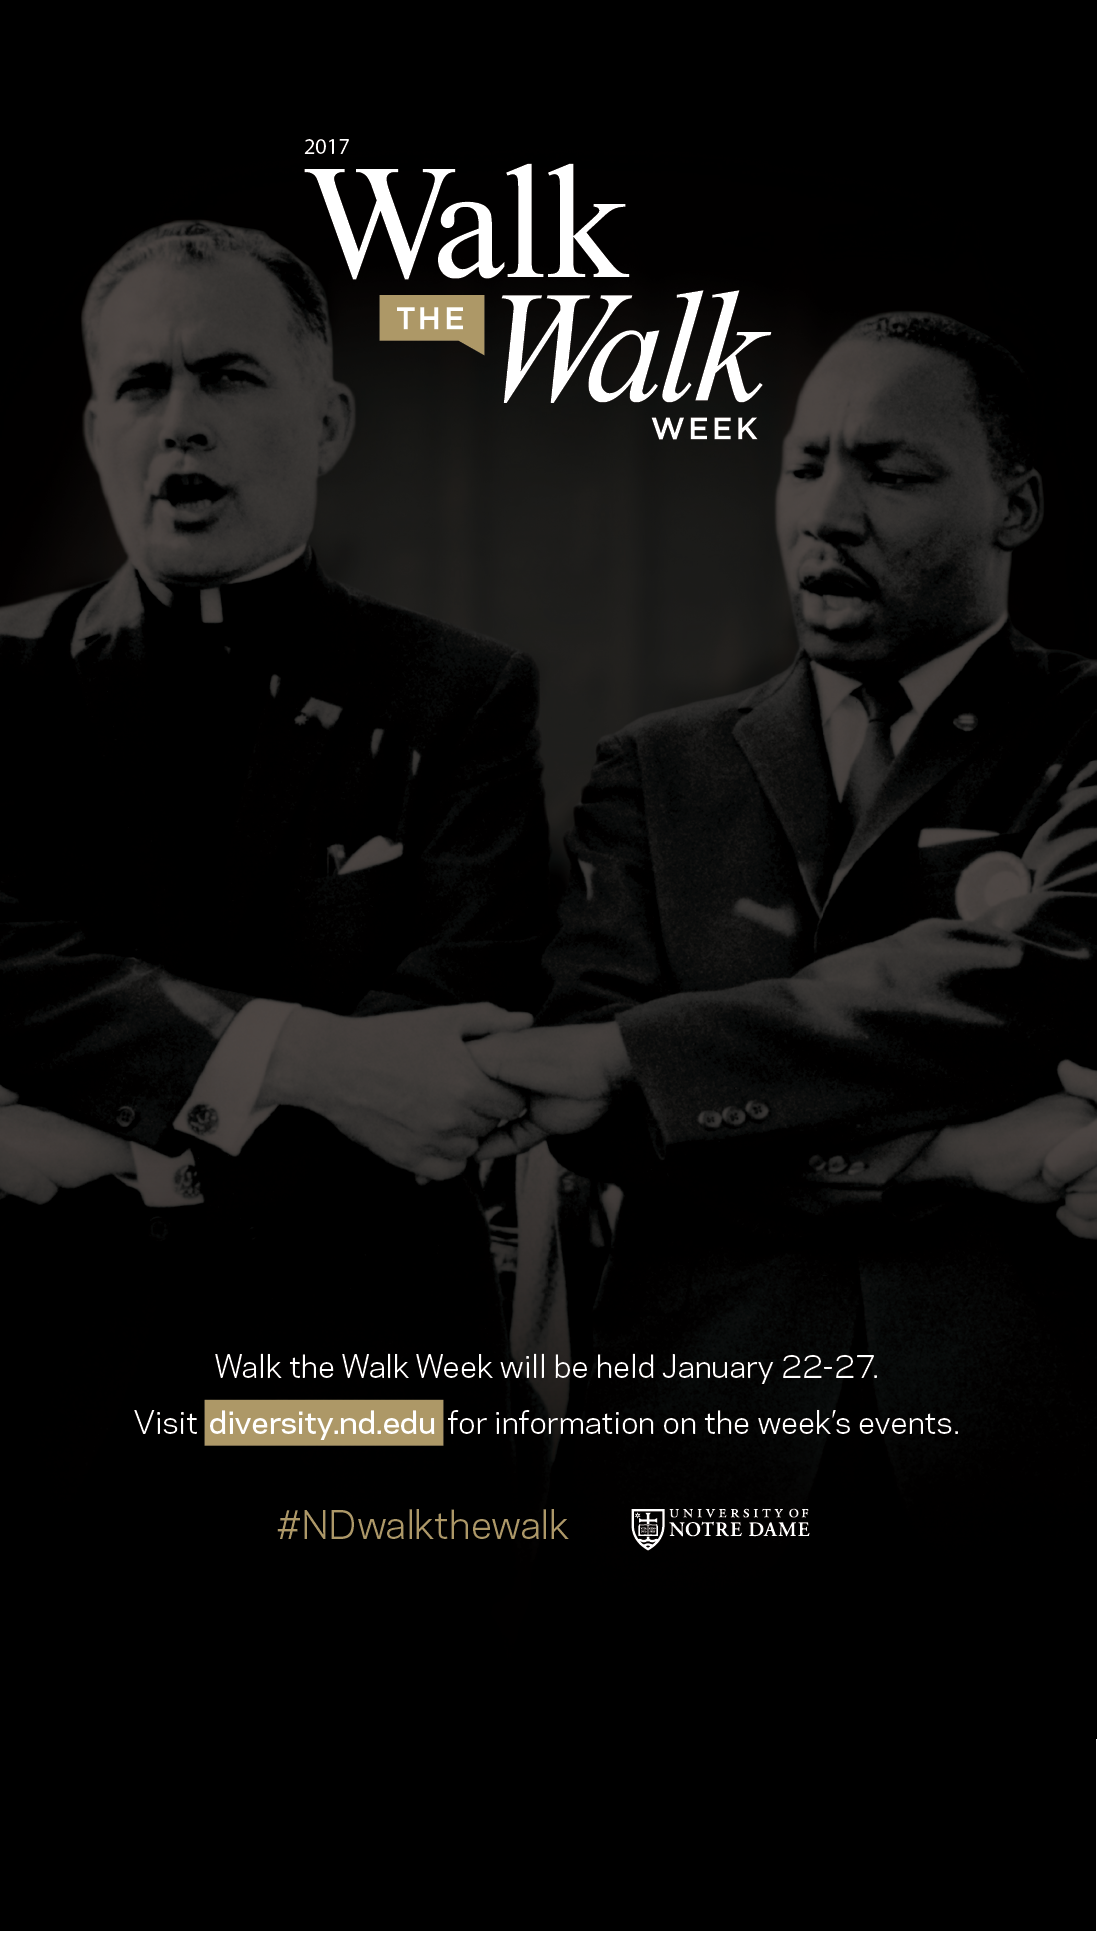 2017
Walk
THE Walk
WEEK
Walk the Walk Week will be held January 22-27.
Visit diversity.nd.edu for information on the week's events.
#NDwalkthewalk
UNIVERSITY OF
NOTRE DAME